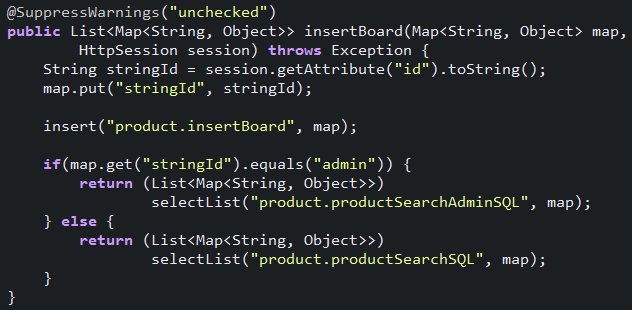 @SuppressWarnings("unchecked")
public List<Map<String, Object>> insertBoard(Map<String, Object> map,
        HttpSession session) throws Exception {
    String stringId = session.getAttribute("id").toString();
    map.put("stringId", stringId);

    insert("product.insertBoard", map);

    if(map.get("stringId").equals("admin")) {
        return (List<Map<String, Object>>)
                selectList("product.productSearchAdminSQL", map);
    } else {
        return (List<Map<String, Object>>)
                selectList("product.productSearchSQL", map);
    }
}